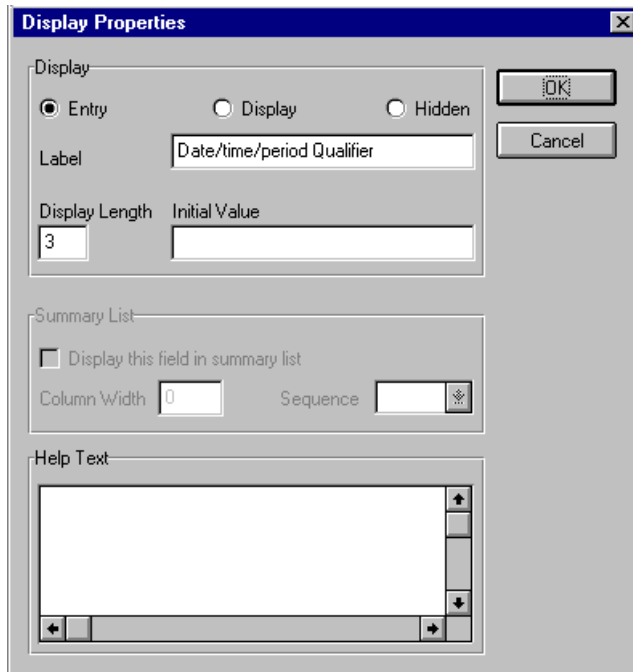 Display Properties
Display
OK
Entry Display Hidden
Cancel
Label Date/time/period Qualifier
Display Length Initial Value
3
Summary List
Display this field in summary list
Column Width 0 Sequence
Help Text